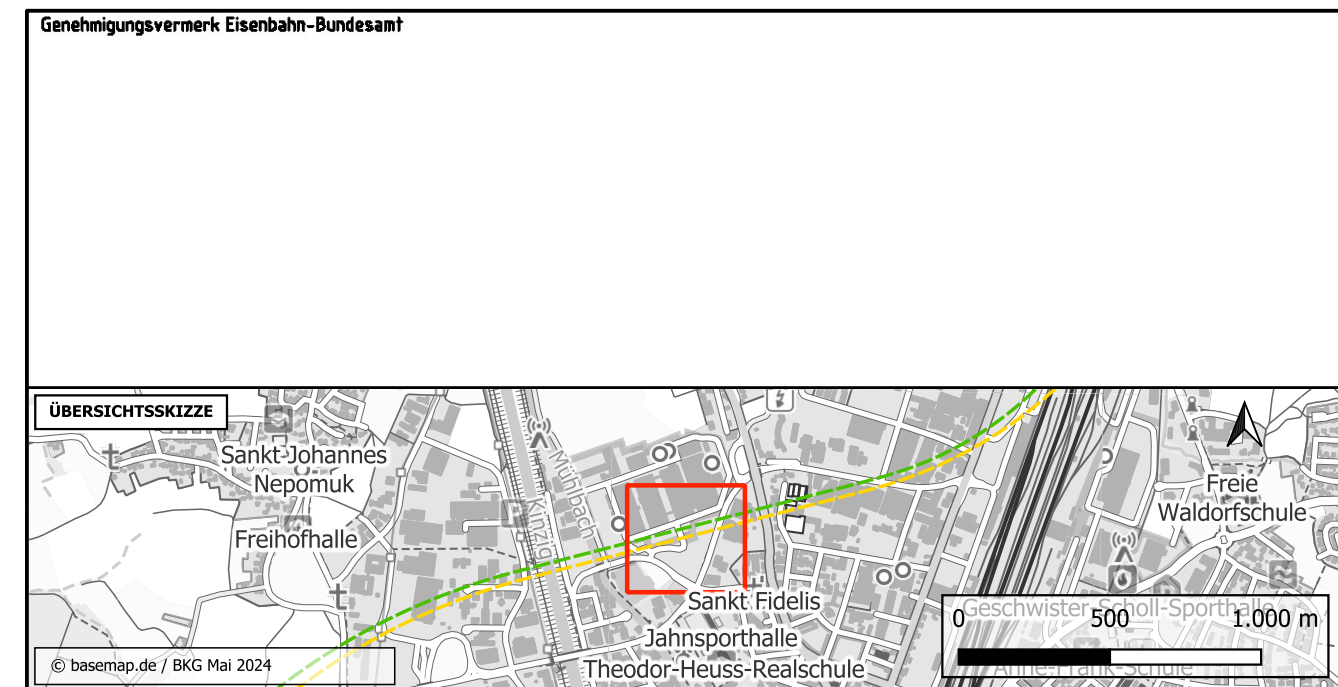 Genehmigungsvermerk Eisenbahn-Bundesamt
ÜBERSICHTSSKIZZE
Sankt Johannes
Nepomuk
Mühlbach
Kinzig
P
Freie
Waldorfschule
Freihofhalle
Sankt Fidelis
Geschwister-Scholl-Sporthalle
0 500 1.000 m
Jahnsporthalle
Theodor-Heuss-Realschule
Anne-Frank-Schule
© basemap.de / BKG Mai 2024